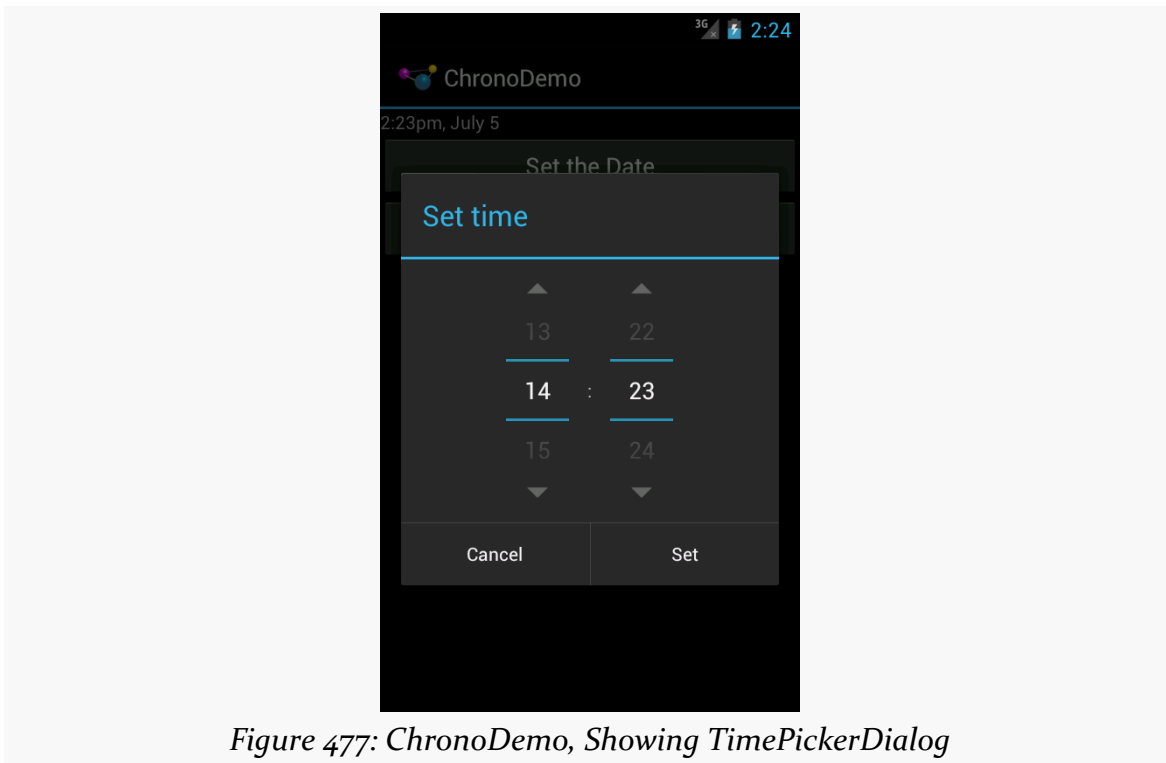 3G 2:24
ChronoDemo
2:23pm, July 5
Set the Date
Set time
13 22
14 : 23
15 24
Cancel Set
Figure 477: ChronoDemo, Showing TimePickerDialog